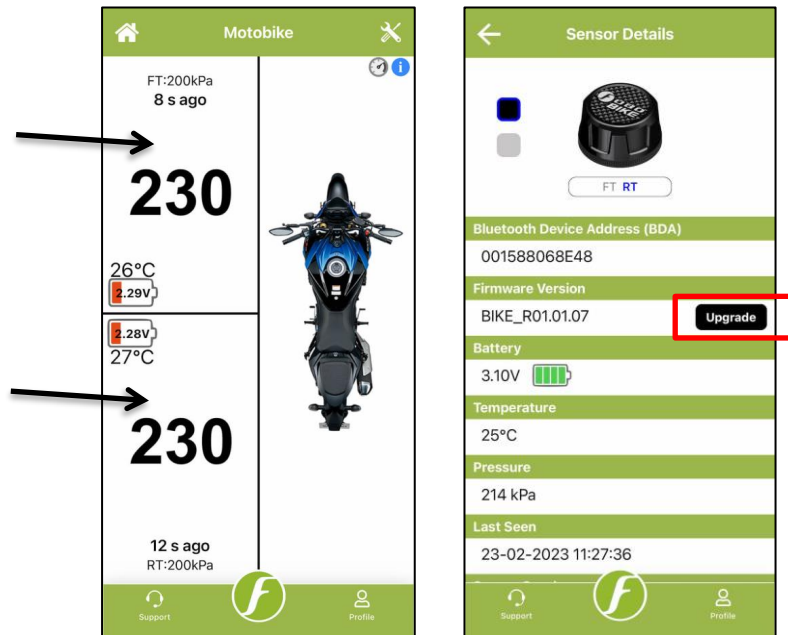 Motobike
FT:200kPa
8 s ago
230
26°C
2.29V
2.28V
27°C
230
12 s ago
RT:200kPa
Support
Profile
Sensor Details
FOBO
BIKE
FT RT
Bluetooth Device Address (BDA)
001588068E48
Firmware Version
BIKE_R01.01.07
Upgrade
Battery
3.10V
Temperature
25°C
Pressure
214 kPa
Last Seen
23-02-2023 11:27:36
Support
Profile